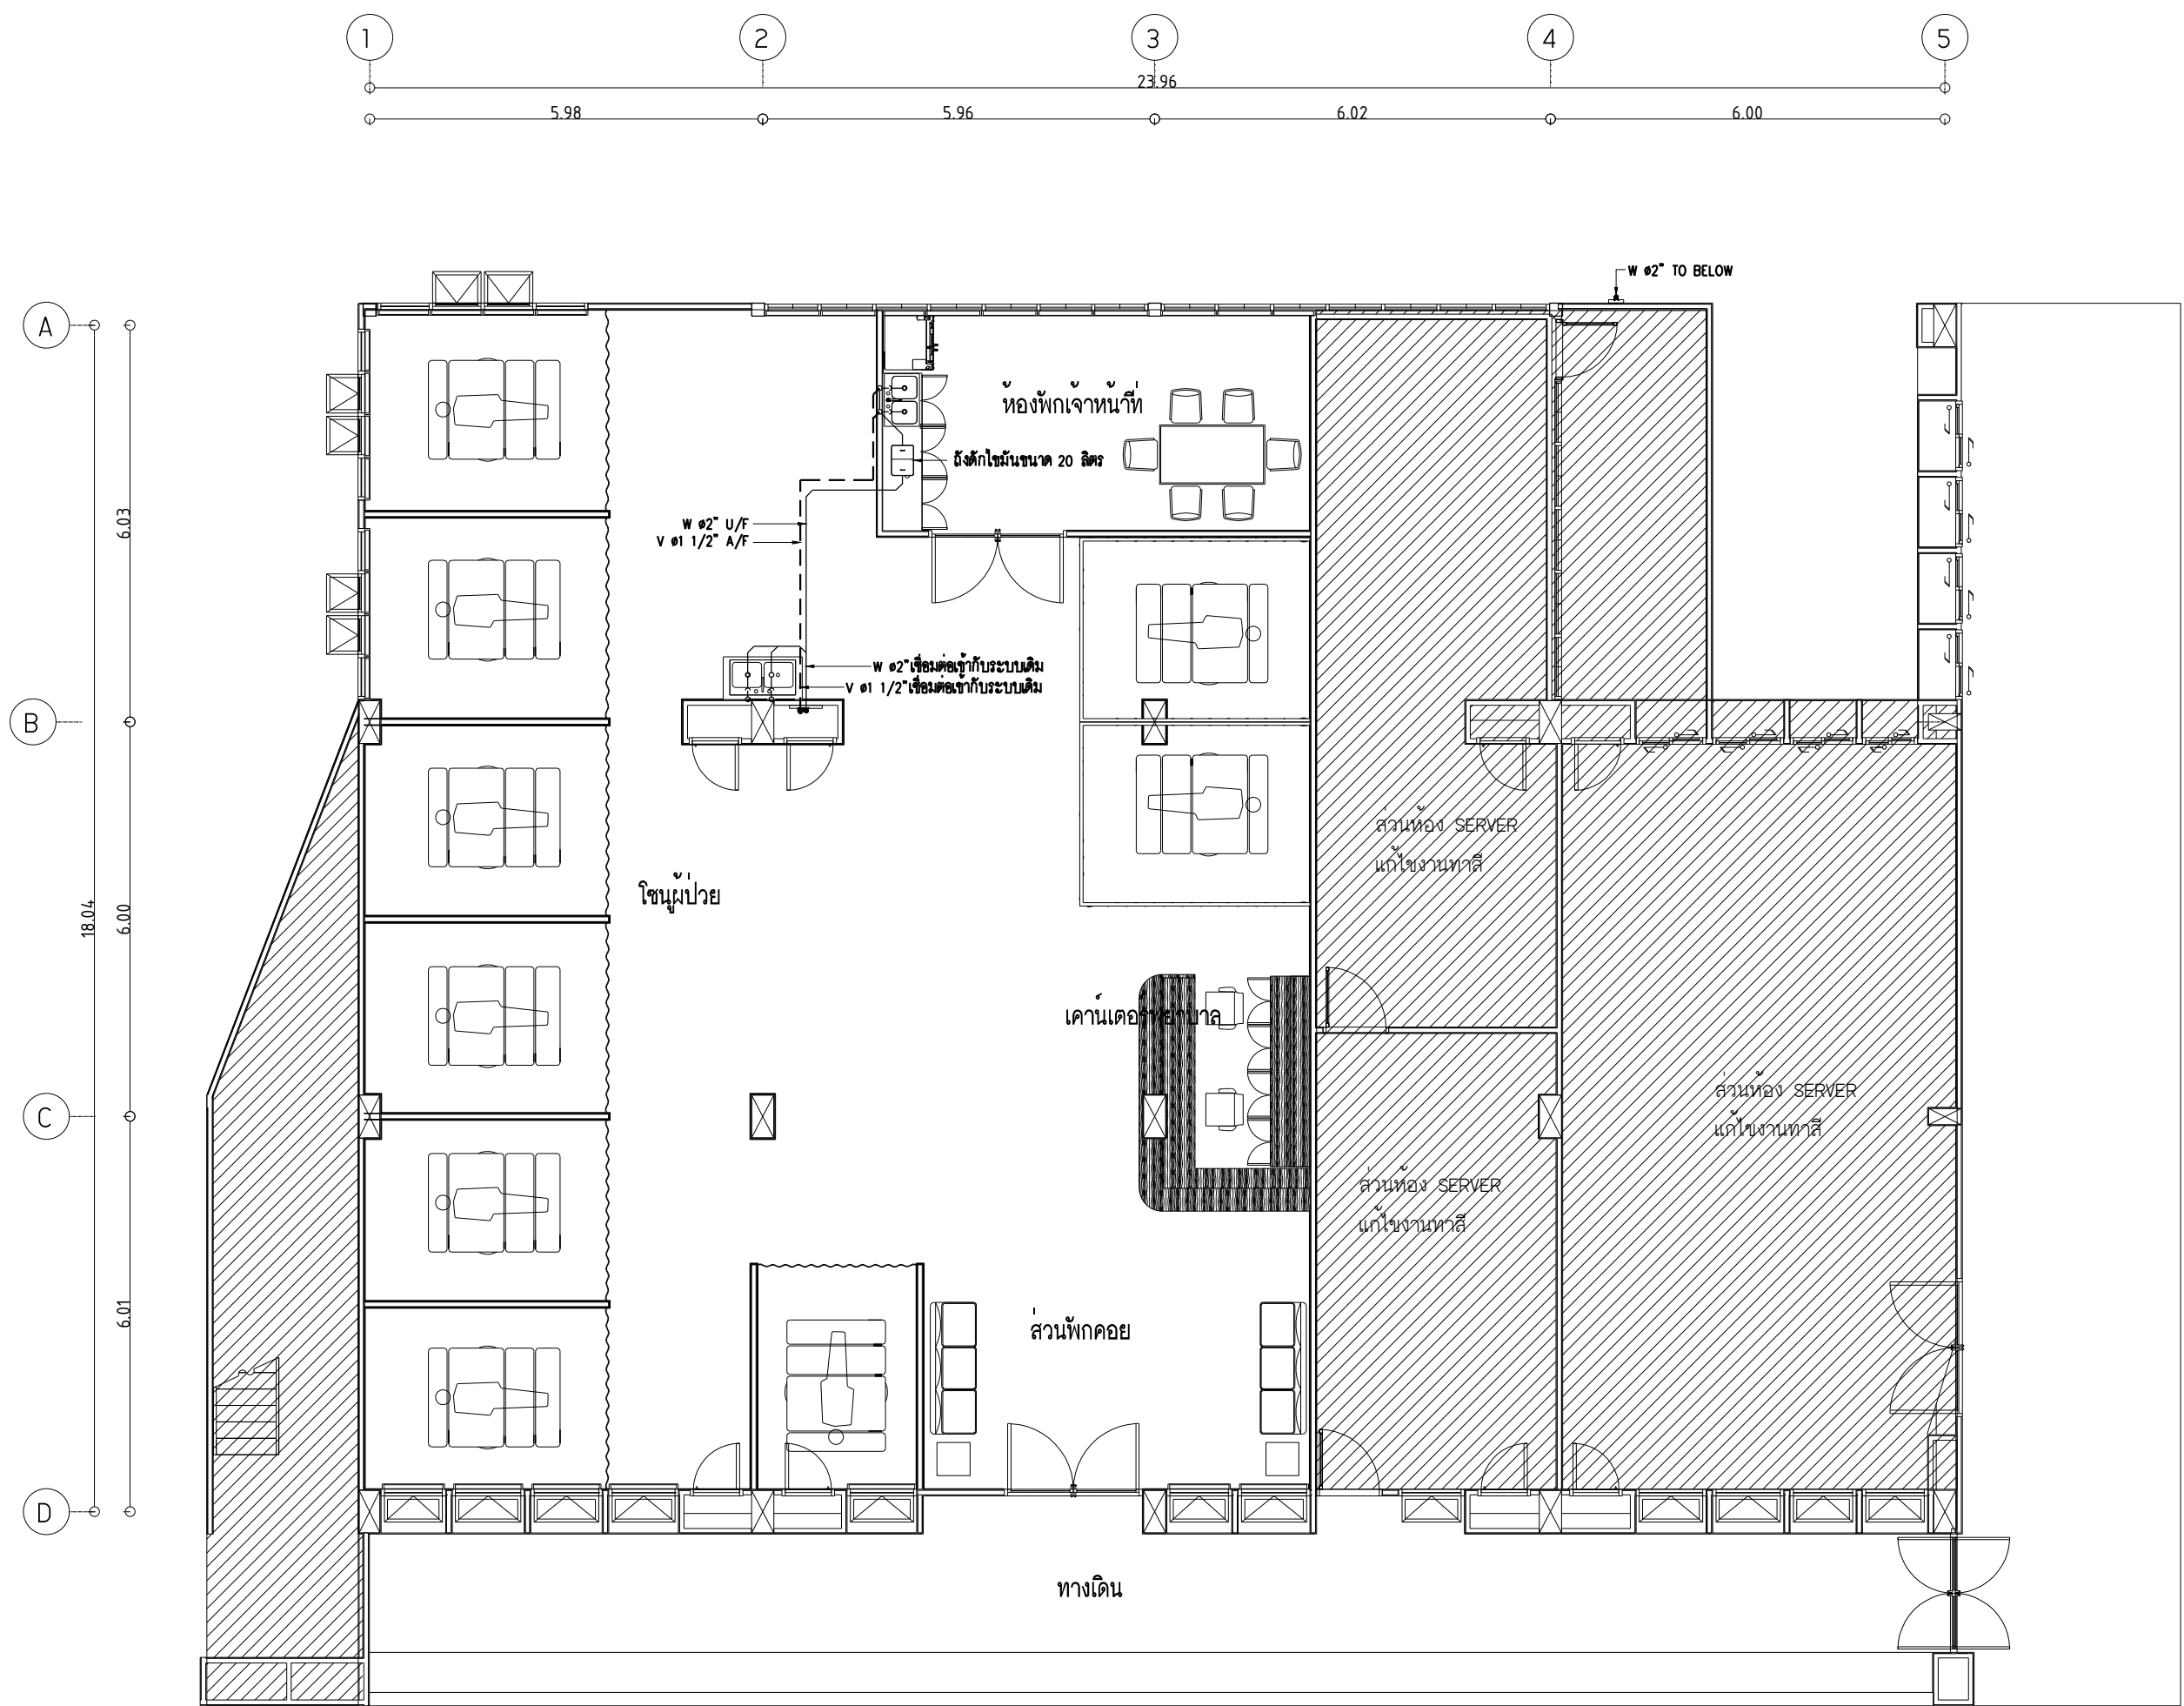 1 2 3 4 5
23.96
5.98 5.96 6.02 6.00
W ø2" TO BELOW
A
ห้องพักเจ้าหน้าที่
ถังดักไขมันขนาด 20 ลิตร
6.03
W ø2" U/F
V ø1 1/2" A/F
W ø2"เชื่อมต่อเข้ากับระบบเดิม
V ø1 1/2"เชื่อมต่อเข้ากับระบบเดิม
B
ส่วนห้อง SERVER
แก้ไขงานทาสี
โซนผู้ป่วย
18.04
6.00
เคาน์เตอร์พยาบาล
ส่วนห้อง SERVER
แก้ไขงานทาสี
C
ส่วนห้อง SERVER
แก้ไขงานทาสี
6.01
ส่วนพักคอย
D
ทางเดิน